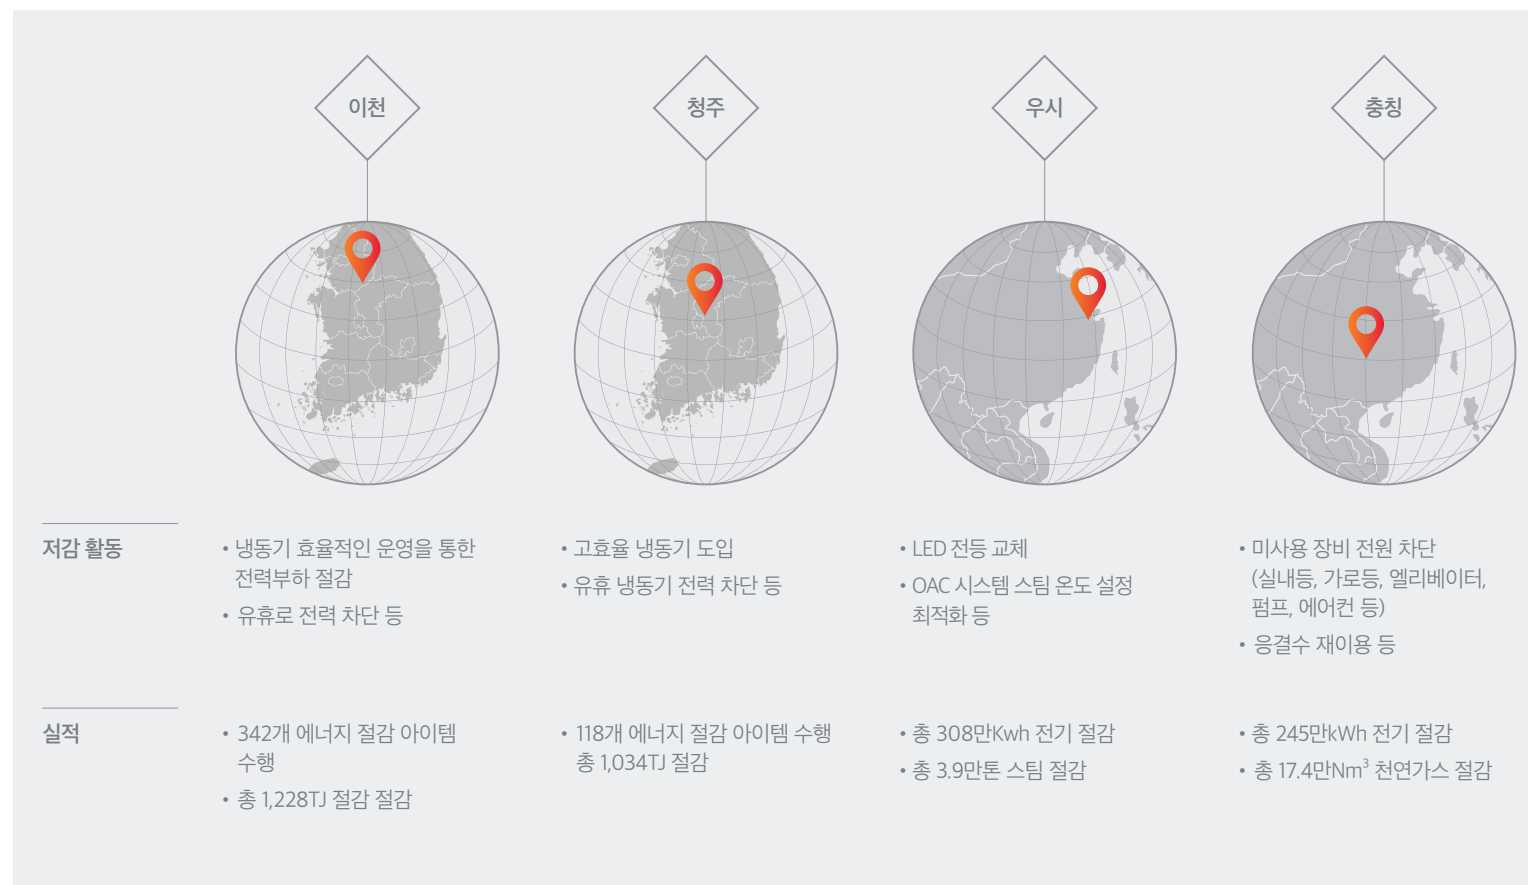 이천
청주
우시
충칭
저감 활동
• 냉동기 효율적인 운영을 통한
전력부하 절감
• 유휴로 전력 차단 등
• 고효율 냉동기 도입
• 유휴 냉동기 전력 차단 등
• LED 전등 교체
• OAC 시스템 스팀 온도 설정
최적화 등
• 미사용 장비 전원 차단
(실내등, 가로등, 엘리베이터,
펌프, 에어컨 등)
• 응결수 재이용 등
실적
• 342개 에너지 절감 아이템
수행
• 총 1,228TJ 절감 절감
• 118개 에너지 절감 아이템 수행
총 1,034TJ 절감
• 총 308만Kwh 전기 절감
• 총 3.9만톤 스팀 절감
• 총 245만kWh 전기 절감
• 총 17.4만Nm³ 천연가스 절감